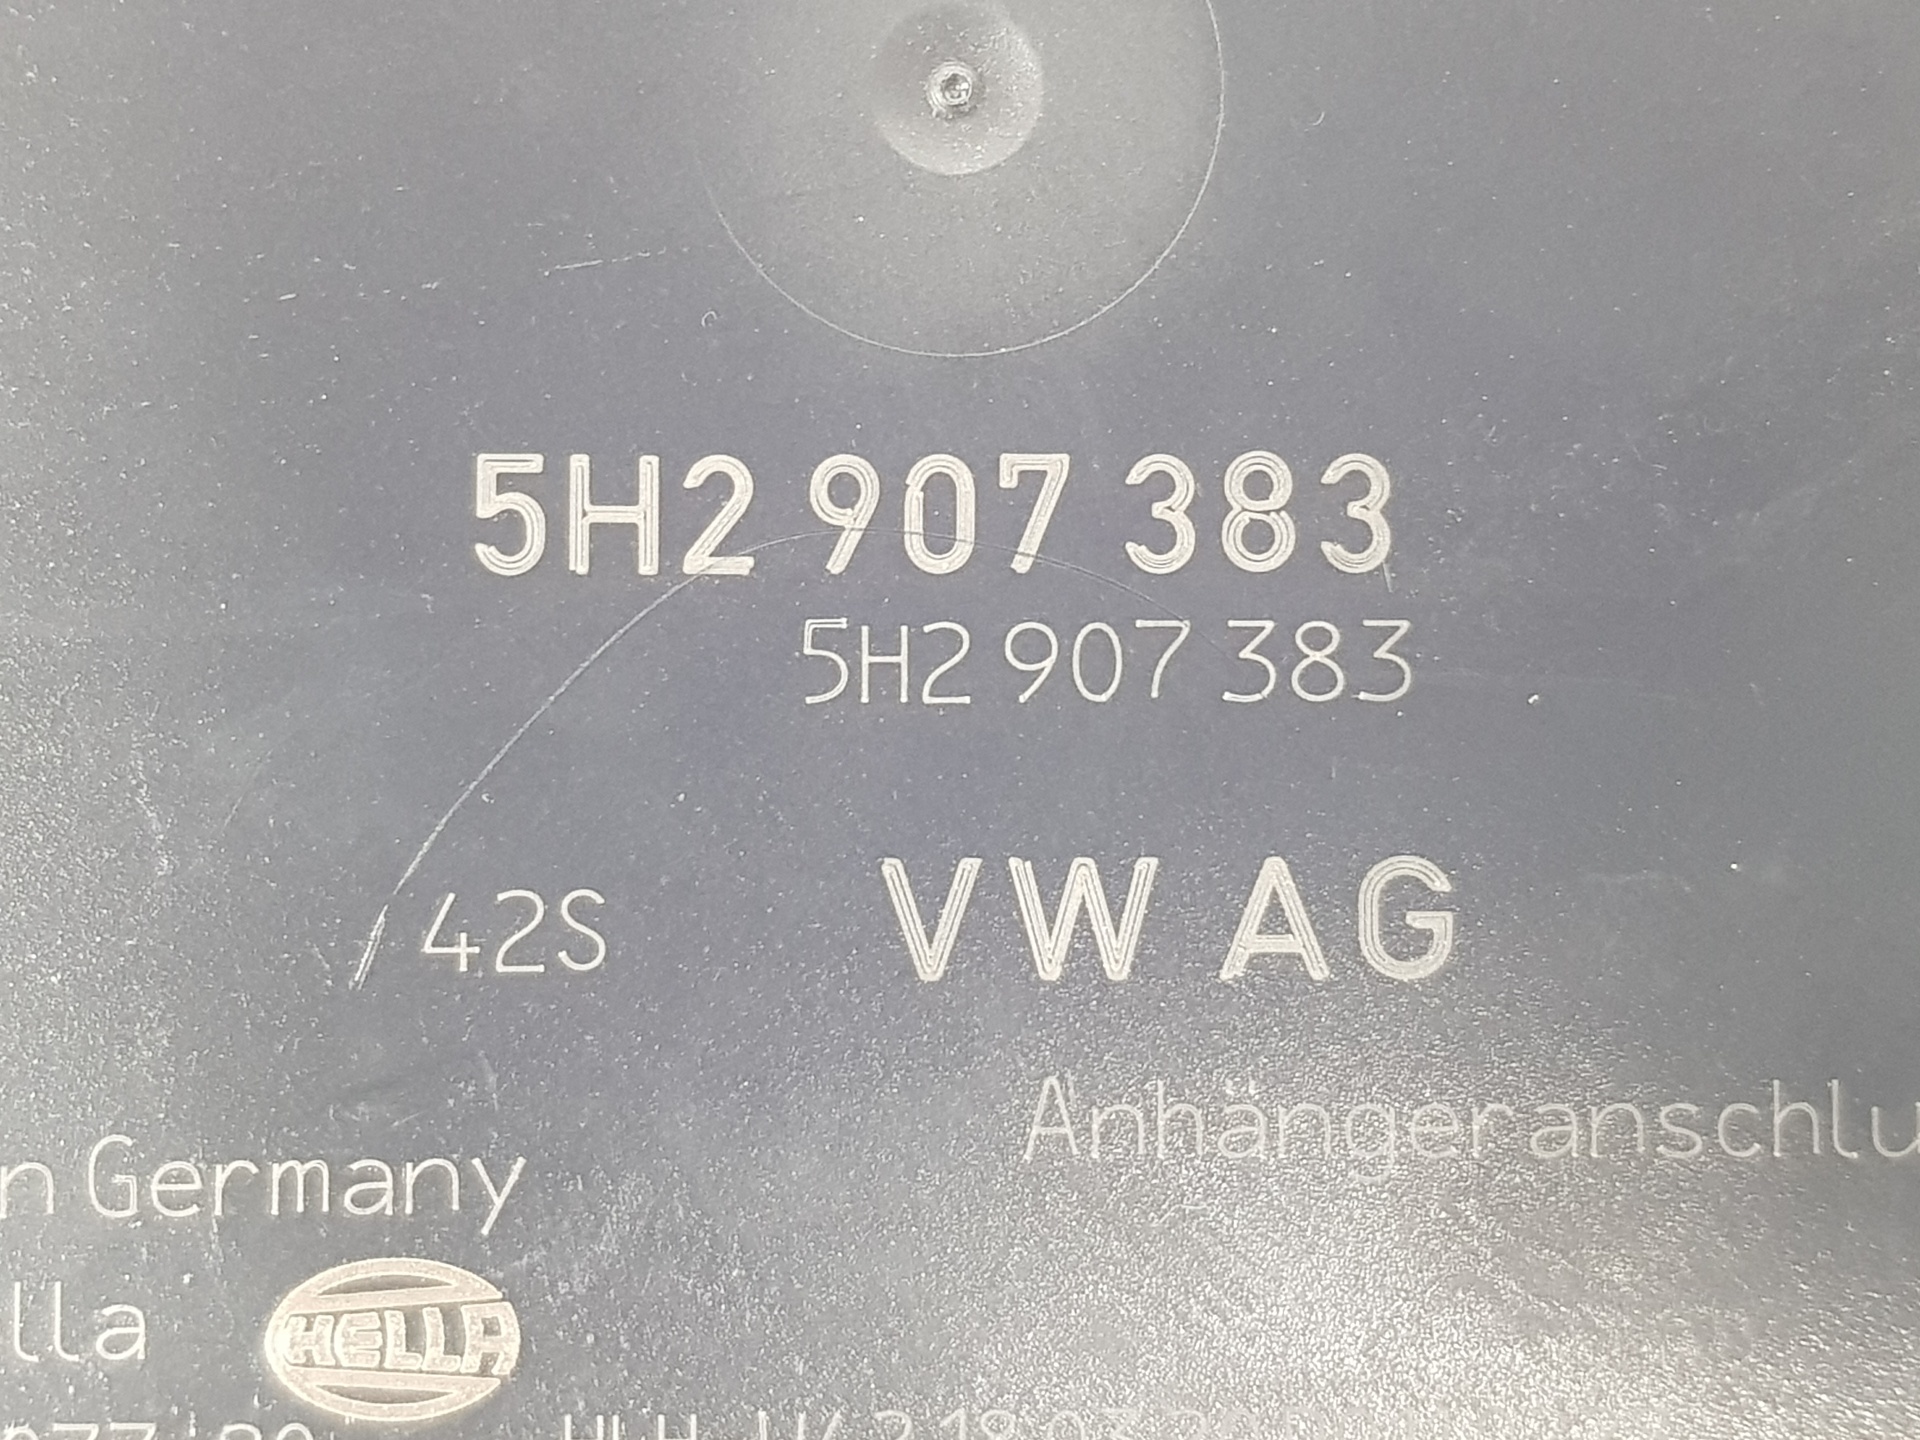 5H2 907 383
5H2 907 383
42S VW AG
Anhängeranschlu
n Germany
lla HELLA